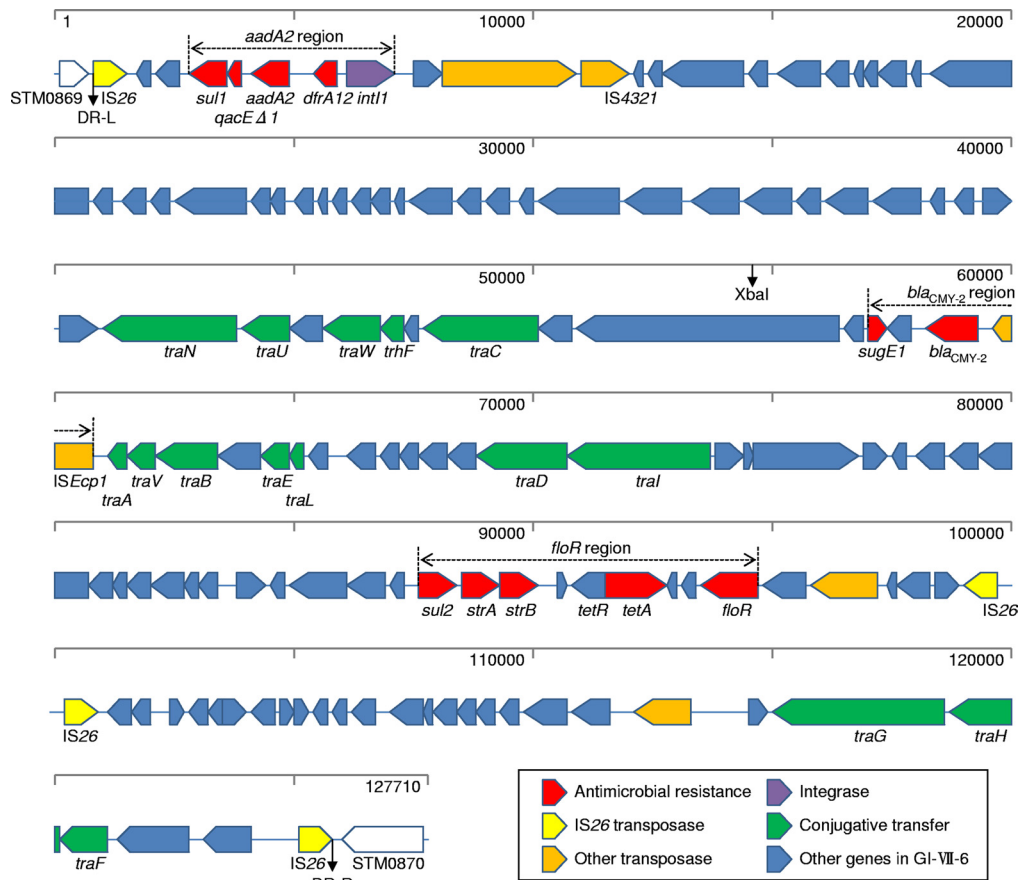 1 10000 20000
aadA2 region
STM0869 IS26 sul1 aadA2 dfrA12 intI1 IS4321
DR-L qacEΔ1
30000 40000
50000 60000
XbaI blaCMY-2 region
traN traU traW trhF traC sugE1 blaCMY-2
70000 80000
ISEcp1 traV traB traE traD traI
traA traL
90000 100000
floR region
sul2 strA strB tetR tetA floR IS26
110000 120000
IS26 traG traH
127710
traF IS26 STM0870
Antimicrobial resistance Integrase
IS26 transposase Conjugative transfer
Other transposase Other genes in GI-VII-6